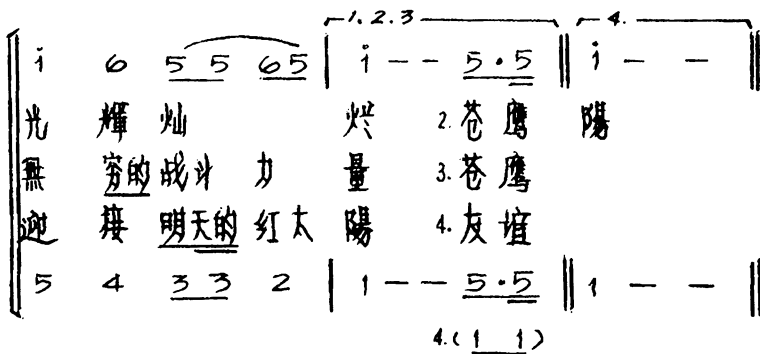 1. 2. 3 4.
i 6 5 5 6 5 | i - - 5 · 5 || i - - ||
光 輝 灿 烂 2. 苍 鹰 陽
無 穷的 战斗 力 量 3. 苍 鹰
迎 接 明天的 红 太 陽 4. 友 谊
5 4 3 3 2 | 1 - - 5 · 5 || 1 - - ||
4. ( 1 1 )